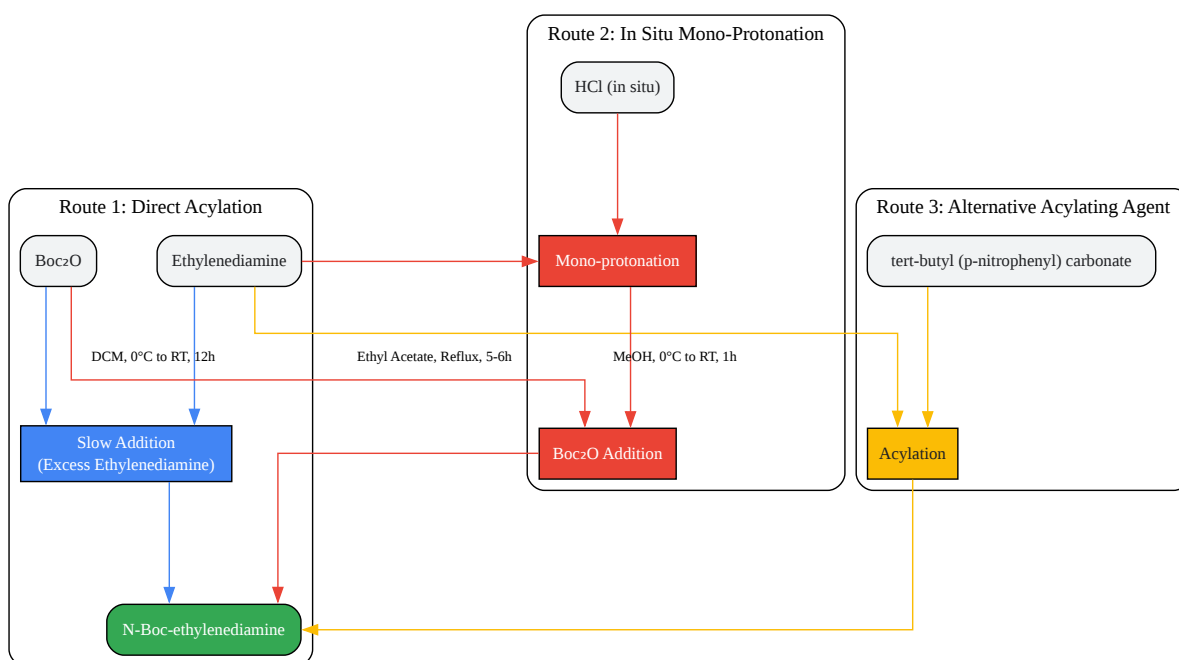 Route 2: In Situ Mono-Protonation
HCl (in situ)
Route 1: Direct Acylation
Route 3: Alternative Acylating Agent
Boc₂O
Ethylenediamine
Mono-protonation
tert-butyl (p-nitrophenyl) carbonate
DCM, 0°C to RT, 12h
Ethyl Acetate, Reflux, 5-6h
MeOH, 0°C to RT, 1h
Slow Addition
(Excess Ethylenediamine)
Boc₂O Addition
Acylation
N-Boc-ethylenediamine